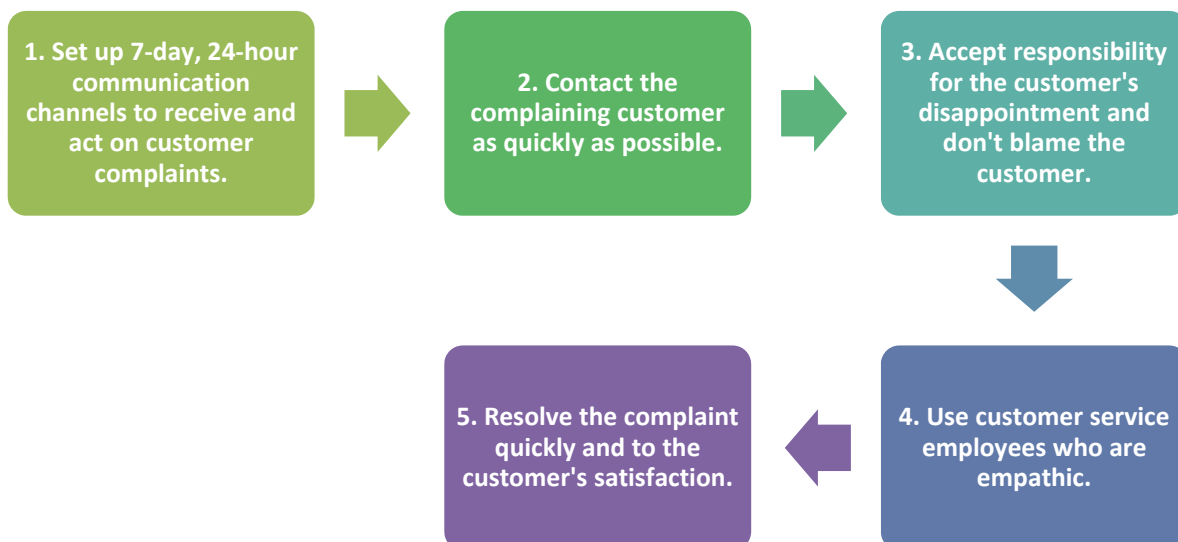 1. Set up 7-day, 24-hour
communication
channels to receive and
act on customer
complaints.
2. Contact the
complaining customer
as quickly as possible.
3. Accept responsibility
for the customer's
disappointment and
don't blame the
customer.
4. Use customer service
employees who are
empathic.
5. Resolve the complaint
quickly and to the
customer's satisfaction.